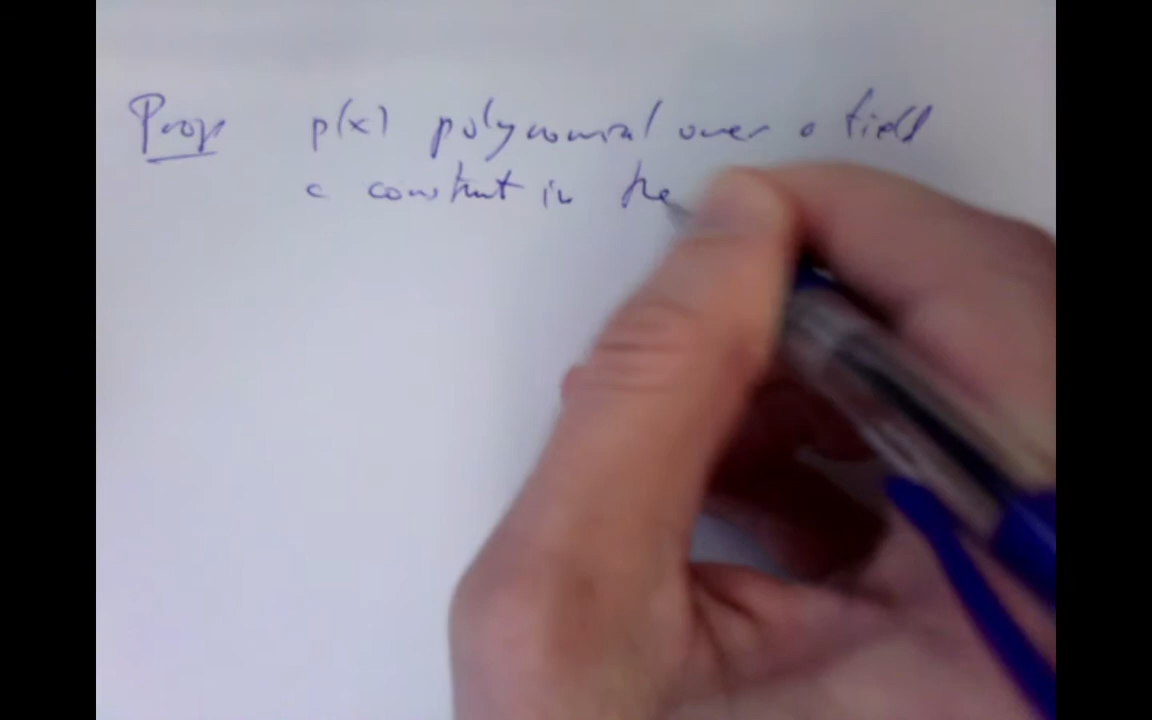 Prop p(x) polynomial over a field
c constant in the